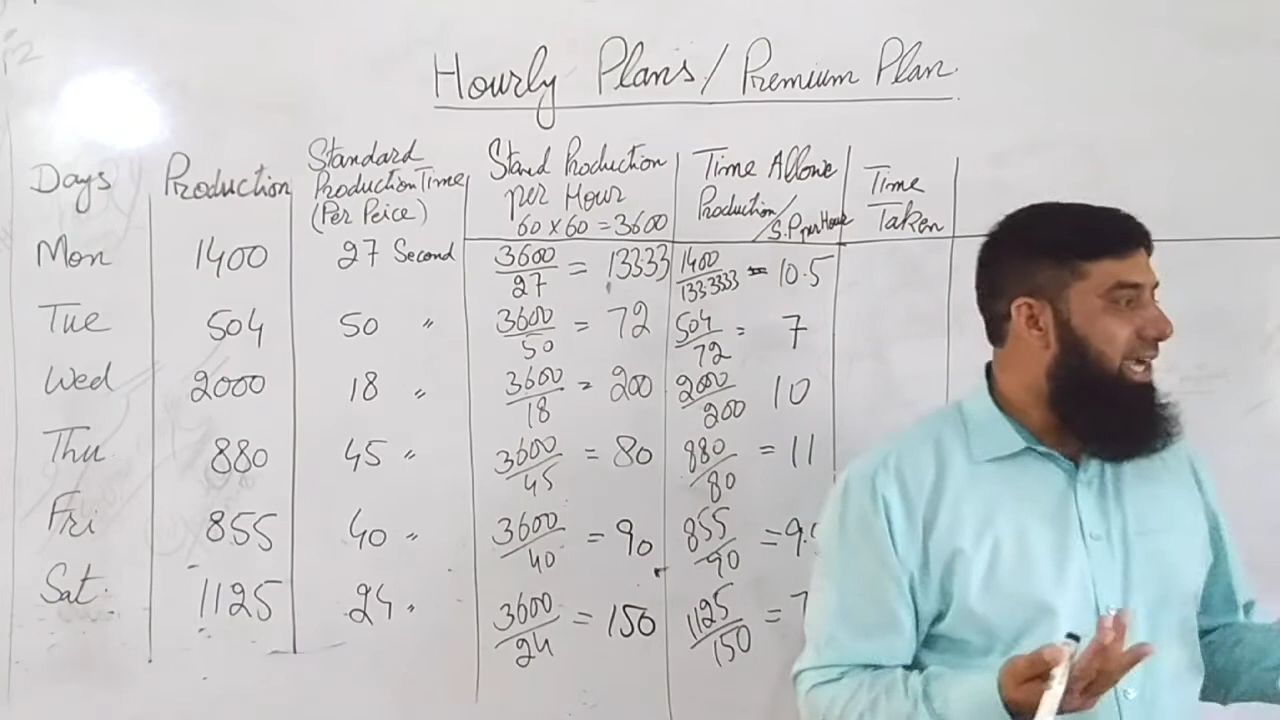 Hourly Plans/Premium Plan.
Days Production Standard Production Time (Per Peice) Stand Production per Hour 60 x 60 = 3600 Time Allowe Production/S.P per Hour Time Taken
Mon 1400 27 Second 3600/27 = 13333 1400/1333333 = 10.5
Tue 504 50 " 3600/50 = 72 504/72 = 7
Wed 2000 18 " 3600/18 = 200 2000/200 10
Thu 880 45 " 3600/45 = 80 880/80 = 11
Fri 855 40 " 3600/40 = 90 855/90 = 9.
Sat. 1125 24 " 3600/24 = 150 1125/150 = 7